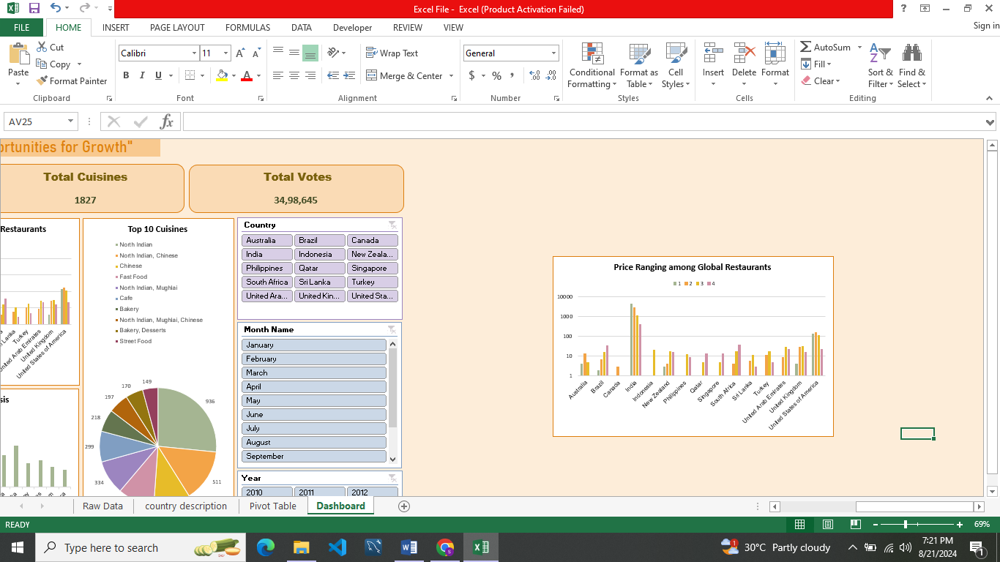 Excel File - Excel (Product Activation Failed)
FILE HOME INSERT PAGE LAYOUT FORMULAS DATA Developer REVIEW VIEW Sign in
Paste
Cut
Copy
Format Painter
Clipboard
Calibri 11
B I U A
Font
Wrap Text
Merge & Center
Alignment
General
$ % ,
Number
Conditional Formatting
Format as Table
Cell Styles
Styles
Insert Delete Format
Cells
AutoSum
Fill
Clear
Sort & Filter
Find & Select
Editing
AV25 fx
ortunities for Growth"
Total Cuisines
1827
Total Votes
34,98,645
Restaurants
Lanka
Turkey
United Arab Emirates
United Kingdom
United States of America
sis
Top 10 Cuisines
North Indian
North Indian, Chinese
Chinese
Fast Food
North Indian, Mughlai
Cafe
Bakery
North Indian, Mughlai, Chinese
Bakery, Desserts
Street Food
149
170
197
218
299
334
936
511
Country
Australia Brazil Canada
India Indonesia New Zeala...
Philippines Qatar Singapore
South Africa Sri Lanka Turkey
United Ara... United Kin... United Sta...
Month Name
January
February
March
April
May
June
July
August
September
Year
2010 2011 2012
Price Ranging among Global Restaurants
1 2 3 4
10000
1000
100
10
1
Australia
Brazil
Canada
India
Indonesia
New Zealand
Philippines
Qatar
Singapore
South Africa
Sri Lanka
Turkey
United Arab Emirates
United Kingdom
United States of America
Raw Data country description Pivot Table Dashboard
READY 69%
Type here to search
30°C Partly cloudy
7:21 PM
8/21/2024